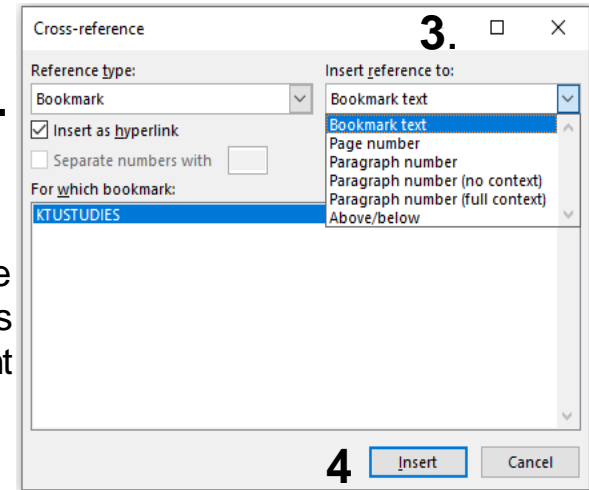 Cross-reference
3.
Reference type:
Insert reference to:
Bookmark
Bookmark text
Insert as hyperlink
Separate numbers with
For which bookmark:
KTUSTUDIES
Bookmark text
Page number
Paragraph number
Paragraph number (no context)
Paragraph number (full context)
Above/below
4
Insert
Cancel